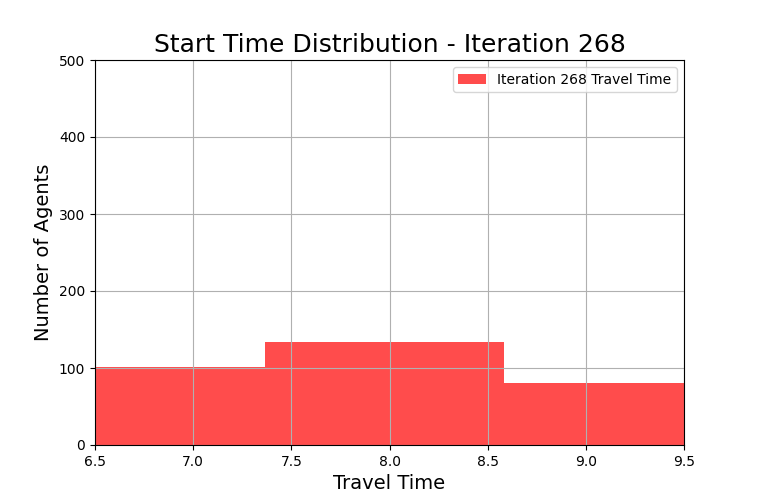 Start Time Distribution - Iteration 268
500
Iteration 268 Travel Time
400
300
200
100
0
Number of Agents
6.5 7.0 7.5 8.0 8.5 9.0 9.5
Travel Time